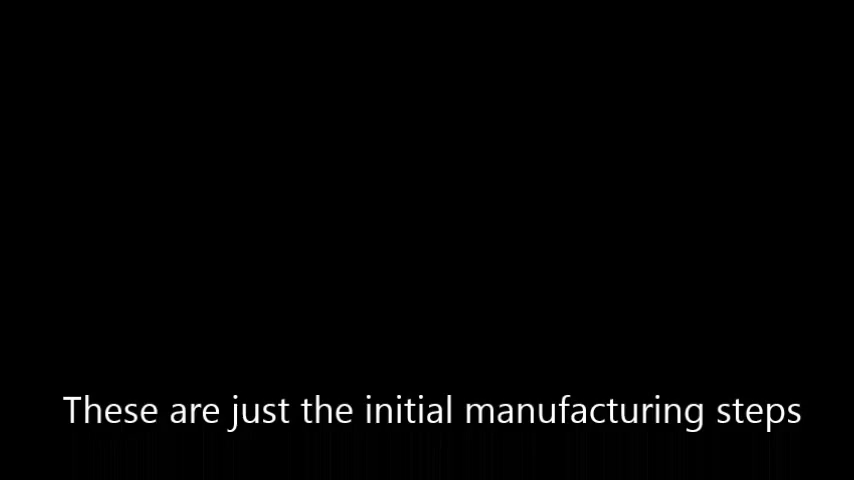 These are just the initial manufacturing steps